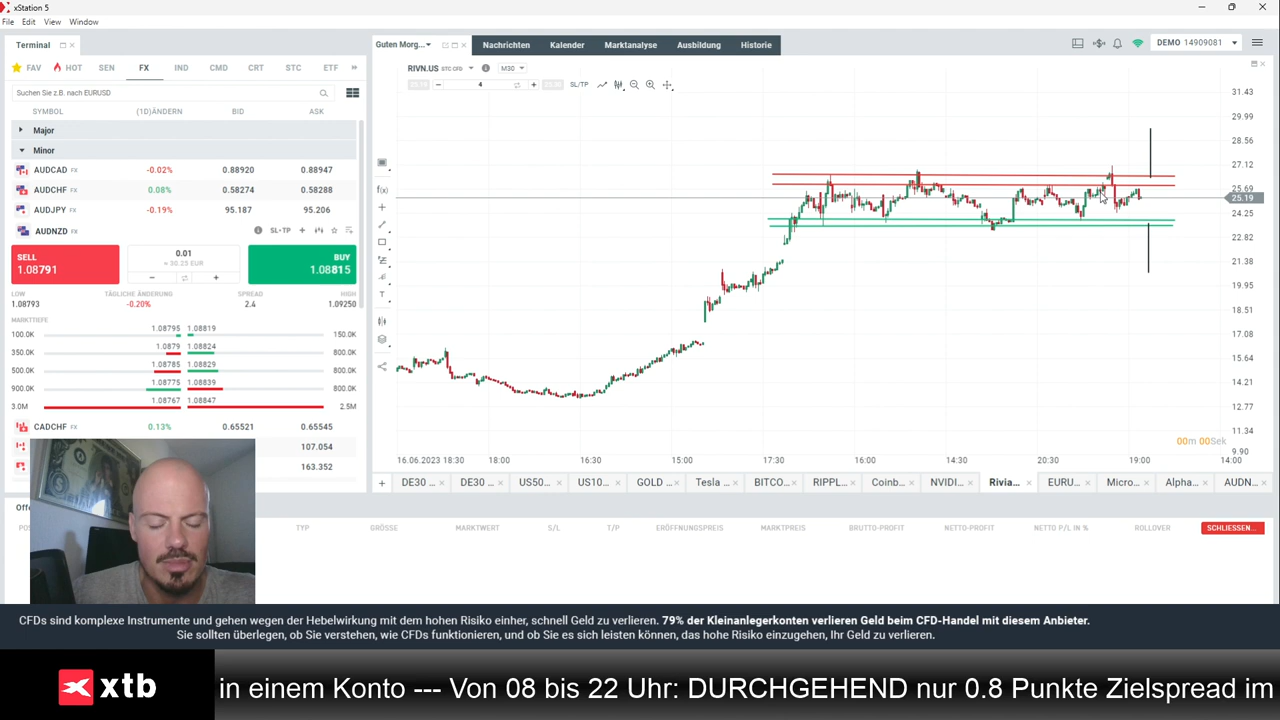 xStation 5
File Edit View Window
Terminal
FAV HOT SEN FX IND CMD CRT STC ETF
Suchen Sie z.B. nach EURUSD
SYMBOL (1D)ÄNDERN BID ASK
Major
Minor
AUDCAD FX -0.02% 0.88920 0.88947
AUDCHF FX 0.08% 0.58274 0.58288
AUDJPY FX -0.19% 95.187 95.206
AUDNZD FX SL-TP
SELL 0.01 BUY
1.08791 ≈ 30.25 EUR 1.08815
LOW TÄGLICHE ÄNDERUNG SPREAD HIGH
1.08793 -0.20% 2.4 1.09250
MARKTTIEFE
100.0K 1.08795 1.08819 150.0K
350.0K 1.0879 1.08824 800.0K
500.0K 1.08785 1.08829 800.0K
900.0K 1.08775 1.08839 800.0K
3.0M 1.08767 1.08847 2.5M
CADCHF FX 0.13% 0.65521 0.65545
107.054
163.352
Guten Morg... Nachrichten Kalender Marktanalyse Ausbildung Historie
DEMO 14909081
RIVN.US STC CFD M30
4 SL/TP
31.43
29.99
28.56
27.12
25.69
25.19
24.25
22.82
21.38
19.95
18.51
17.08
15.64
14.21
12.77
11.34
9.90
00m 00Sek
16.06.2023 18:30 18:00 16:30 15:00 17:30 16:00 14:30 20:30 19:00 14:00
DE30 ... DE30 ... US50... US10... GOLD ... Tesla ... BITCO... RIPPL... Coinb... NVIDI... Rivia... EURU... Micro... Alpha... AUDN...
TYP GRÖSSE MARKTWERT S/L T/P ERÖFFNUNGSPREIS MARKTPREIS BRUTTO-PROFIT NETTO-PROFIT NETTO P/L IN % ROLLOVER SCHLIESSEN...
CFDs sind komplexe Instrumente und gehen wegen der Hebelwirkung mit dem hohen Risiko einher, schnell Geld zu verlieren. 79% der Kleinanlegerkonten verlieren Geld beim CFD-Handel mit diesem Anbieter.
Sie sollten überlegen, ob Sie verstehen, wie CFDs funktionieren, und ob Sie es sich leisten können, das hohe Risiko einzugehen, Ihr Geld zu verlieren.
xtb in einem Konto --- Von 08 bis 22 Uhr: DURCHGEHEND nur 0.8 Punkte Zielspread im